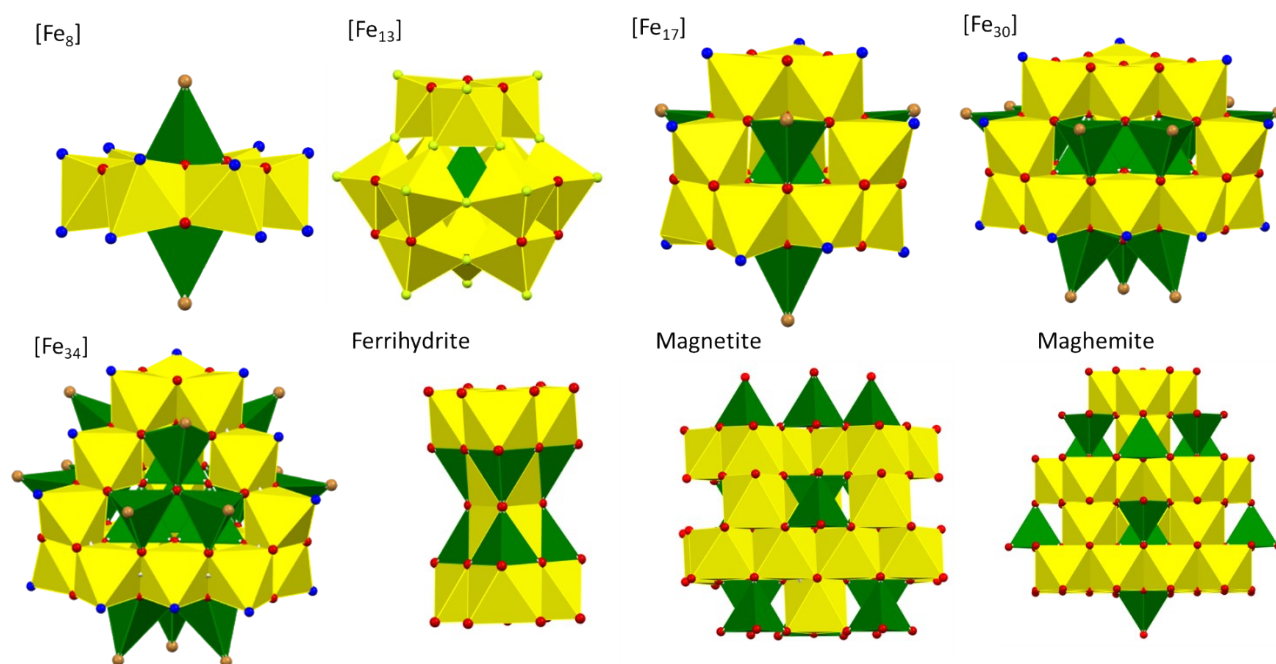 [Fe₈]
[Fe₁₃]
[Fe₁₇]
[Fe₃₀]
[Fe₃₄]
Ferrihydrite
Magnetite
Maghemite